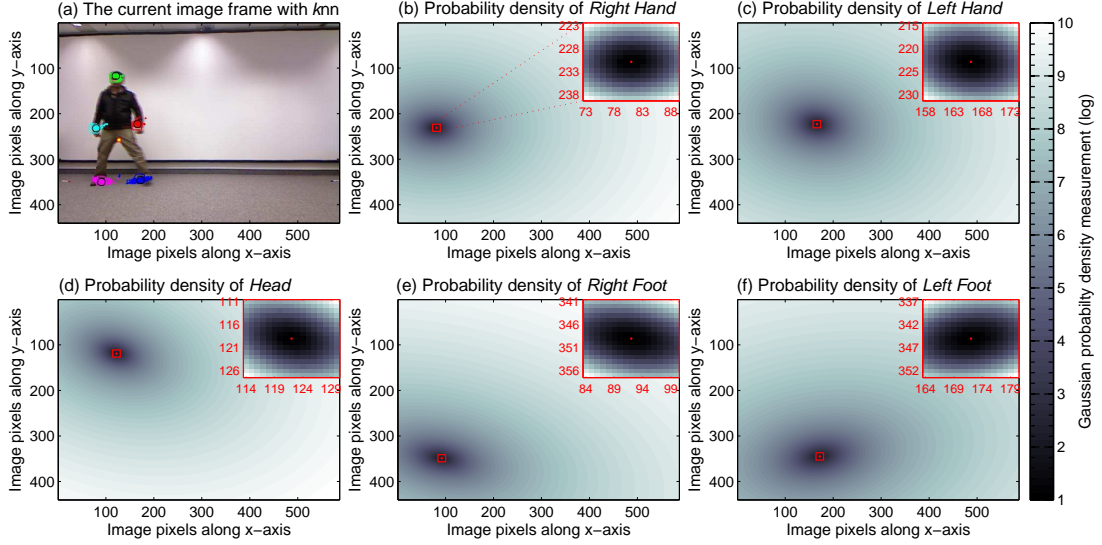 (a) The current image frame with knn
(b) Probability density of Right Hand
(c) Probability density of Left Hand
Image pixels along y−axis
100
200
300
400
100 200 300 400 500
Image pixels along x−axis
Image pixels along y−axis
100
200
300
400
223
228
233
238
73 78 83 88
100 200 300 400 500
Image pixels along x−axis
Image pixels along y−axis
100
200
300
400
215
220
225
230
158 163 168 173
100 200 300 400 500
Image pixels along x−axis
(d) Probability density of Head
(e) Probability density of Right Foot
(f) Probability density of Left Foot
Image pixels along y−axis
100
200
300
400
111
116
121
126
114 119 124 129
100 200 300 400 500
Image pixels along x−axis
Image pixels along y−axis
100
200
300
400
341
346
351
356
84 89 94 99
100 200 300 400 500
Image pixels along x−axis
Image pixels along y−axis
100
200
300
400
337
342
347
352
164 169 174 179
100 200 300 400 500
Image pixels along x−axis
10
9
8
7
6
5
4
3
2
1
Gaussian probability density measurement (log)